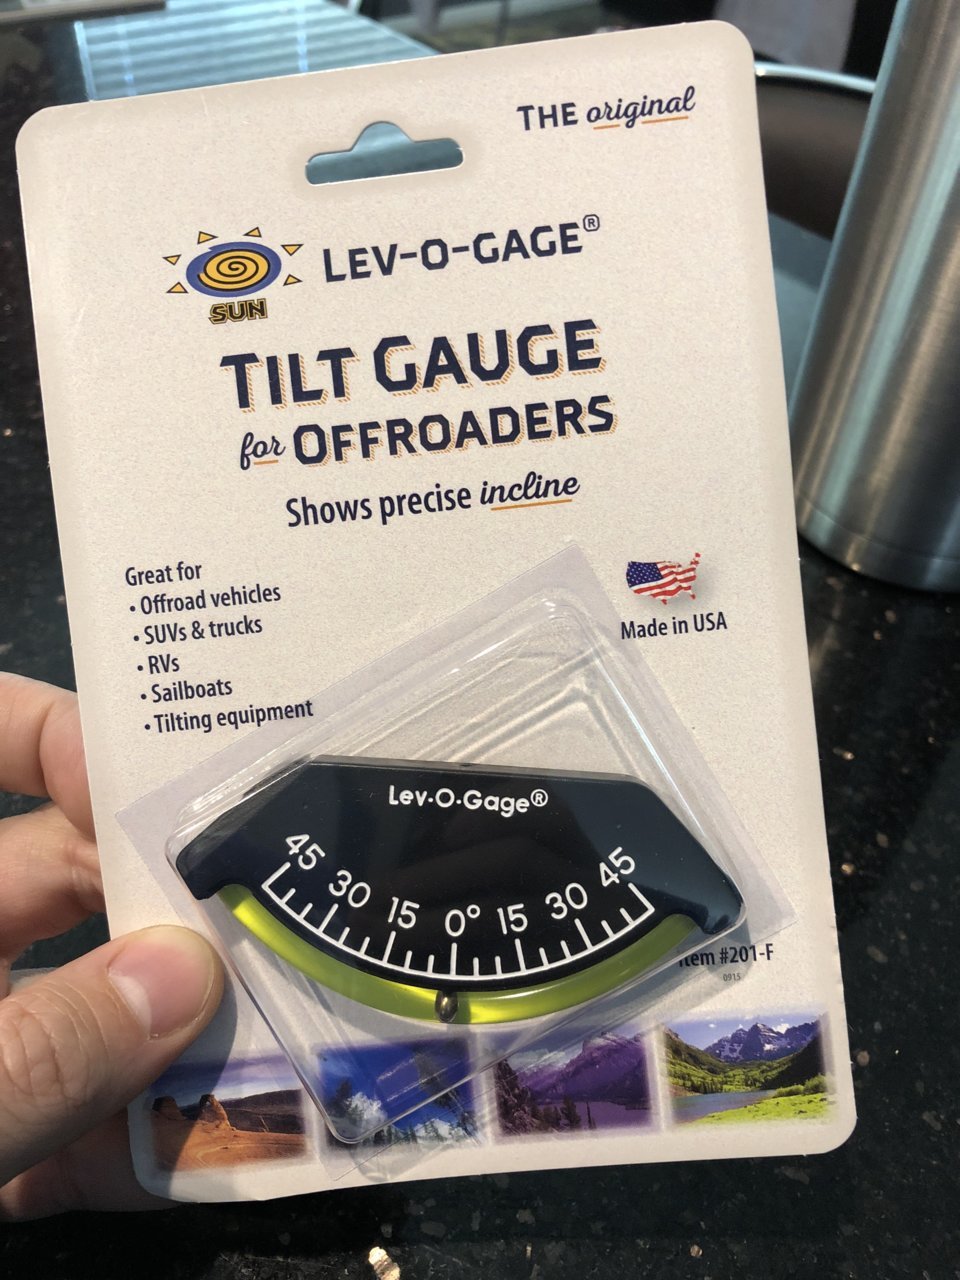 THE original
SUN
LEV-O-GAGE®
TILT GAUGE
for OFFROADERS
Shows precise incline
Great for
• Offroad vehicles
• SUVs & trucks
• RVs
• Sailboats
• Tilting equipment
Made in USA
Lev·O·Gage®
45 30 15 0° 15 30 45
Item #201-F
0915